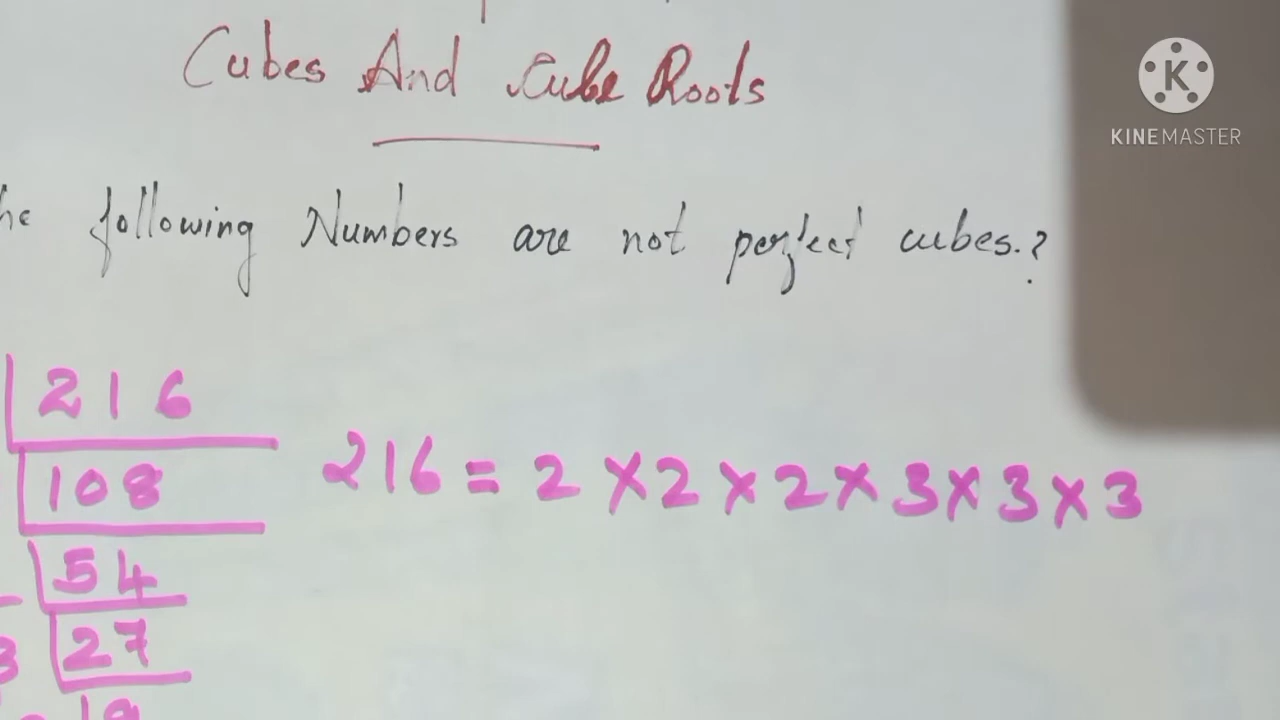 Cubes And Cube Roots
K
KINEMASTER
he following Numbers are not perfect cubes.?
216
108
216 = 2 × 2 × 2 × 3 × 3 × 3
54
3 27